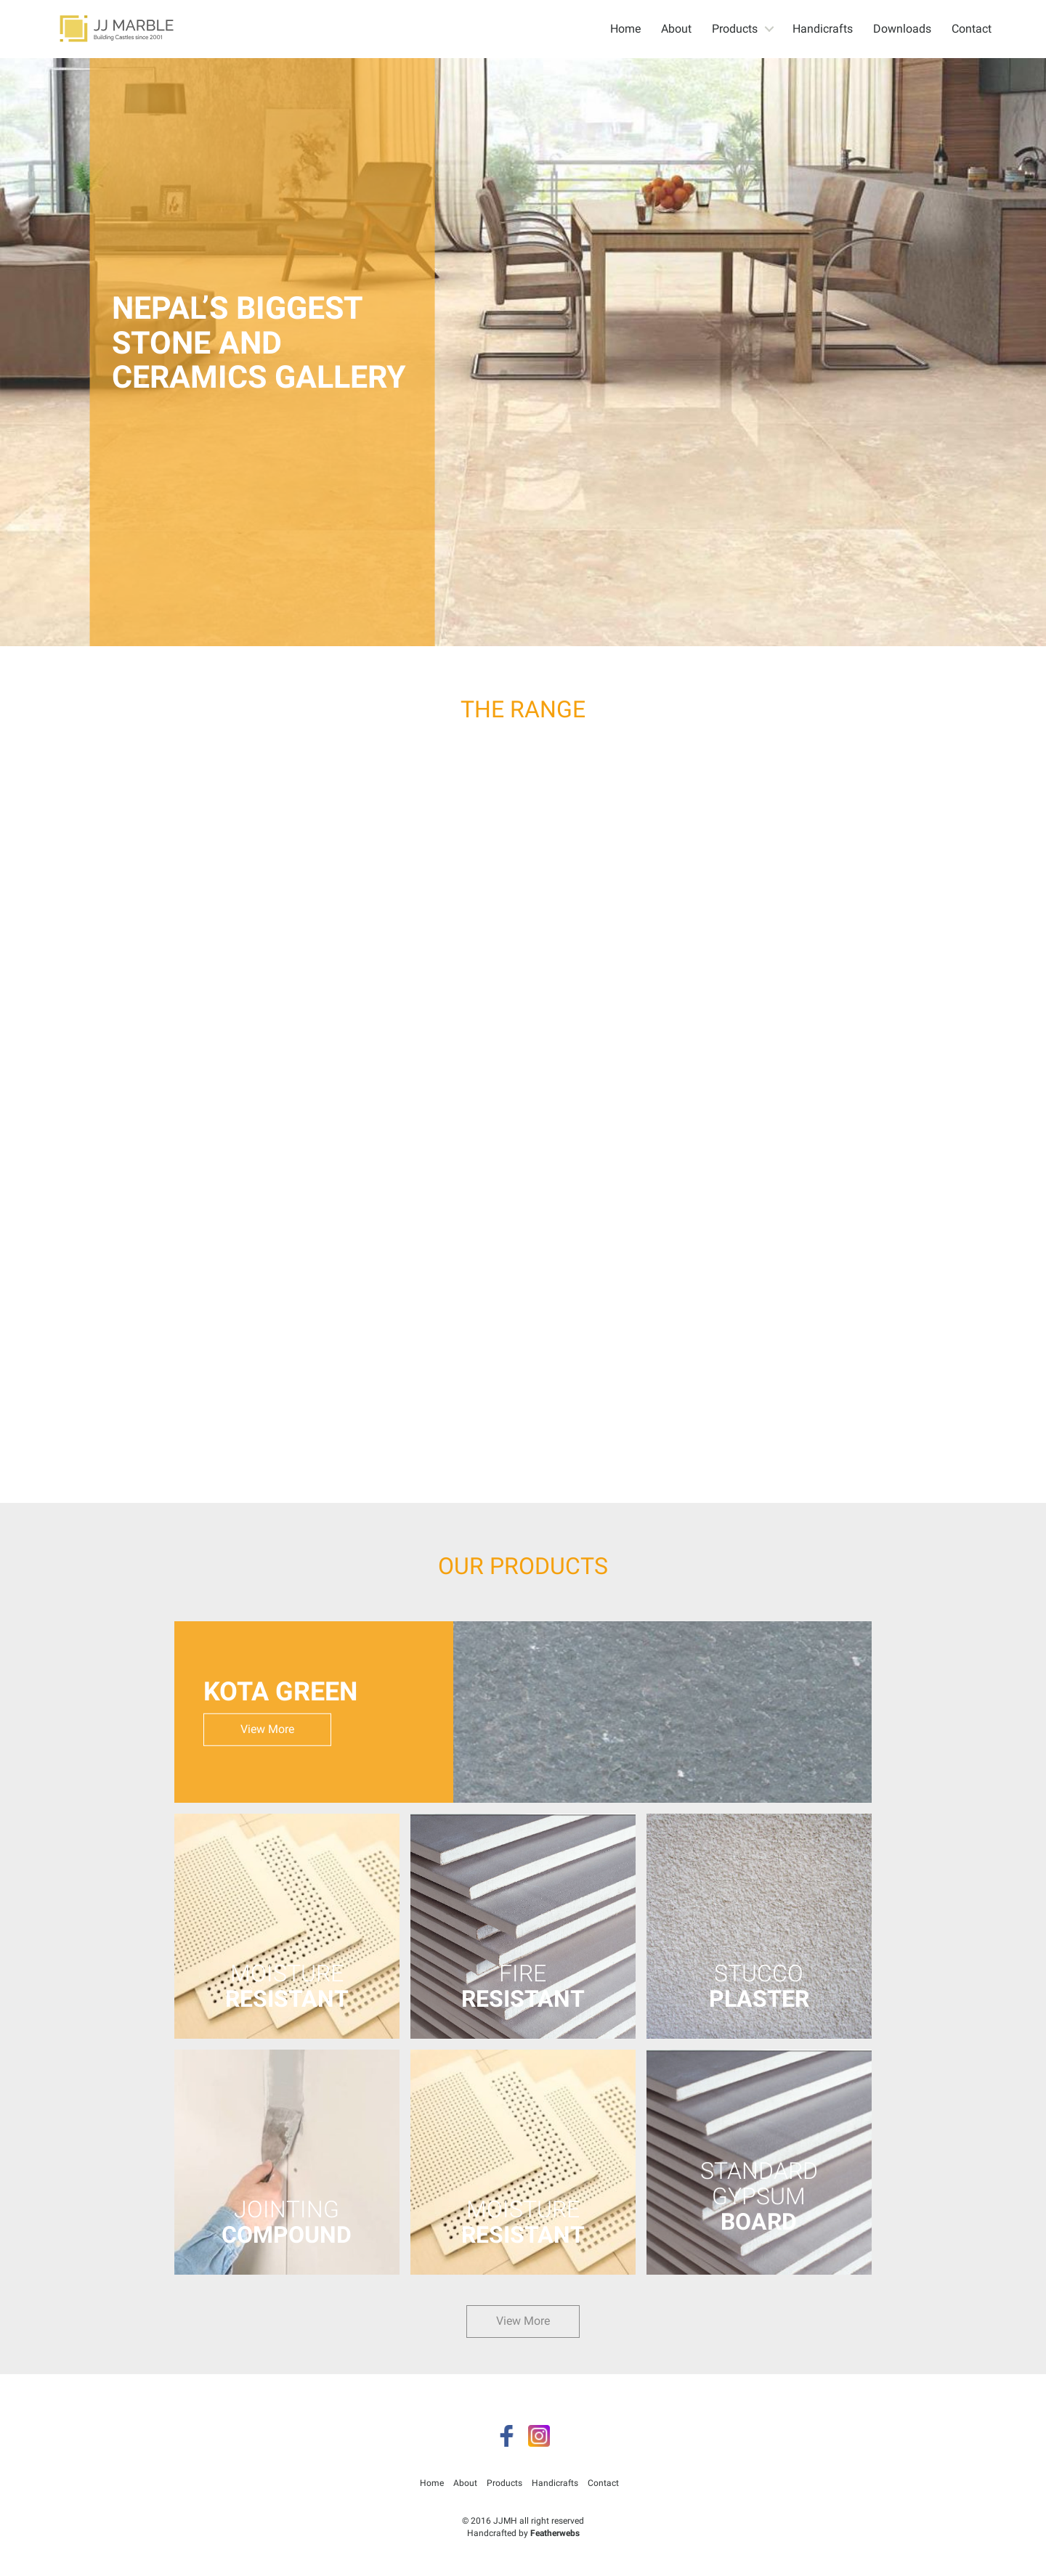 JJ MARBLE
Building Castles since 2001
Home About Products Handicrafts Downloads Contact
NEPAL’S BIGGEST
STONE AND
CERAMICS GALLERY
THE RANGE
OUR PRODUCTS
KOTA GREEN
View More
MOISTURE
RESISTANT
FIRE
RESISTANT
STUCCO
PLASTER
JOINTING
COMPOUND
MOISTURE
RESISTANT
STANDARD
GYPSUM
BOARD
View More
Home About Products Handicrafts Contact
© 2016 JJMH all right reserved
Handcrafted by Featherwebs